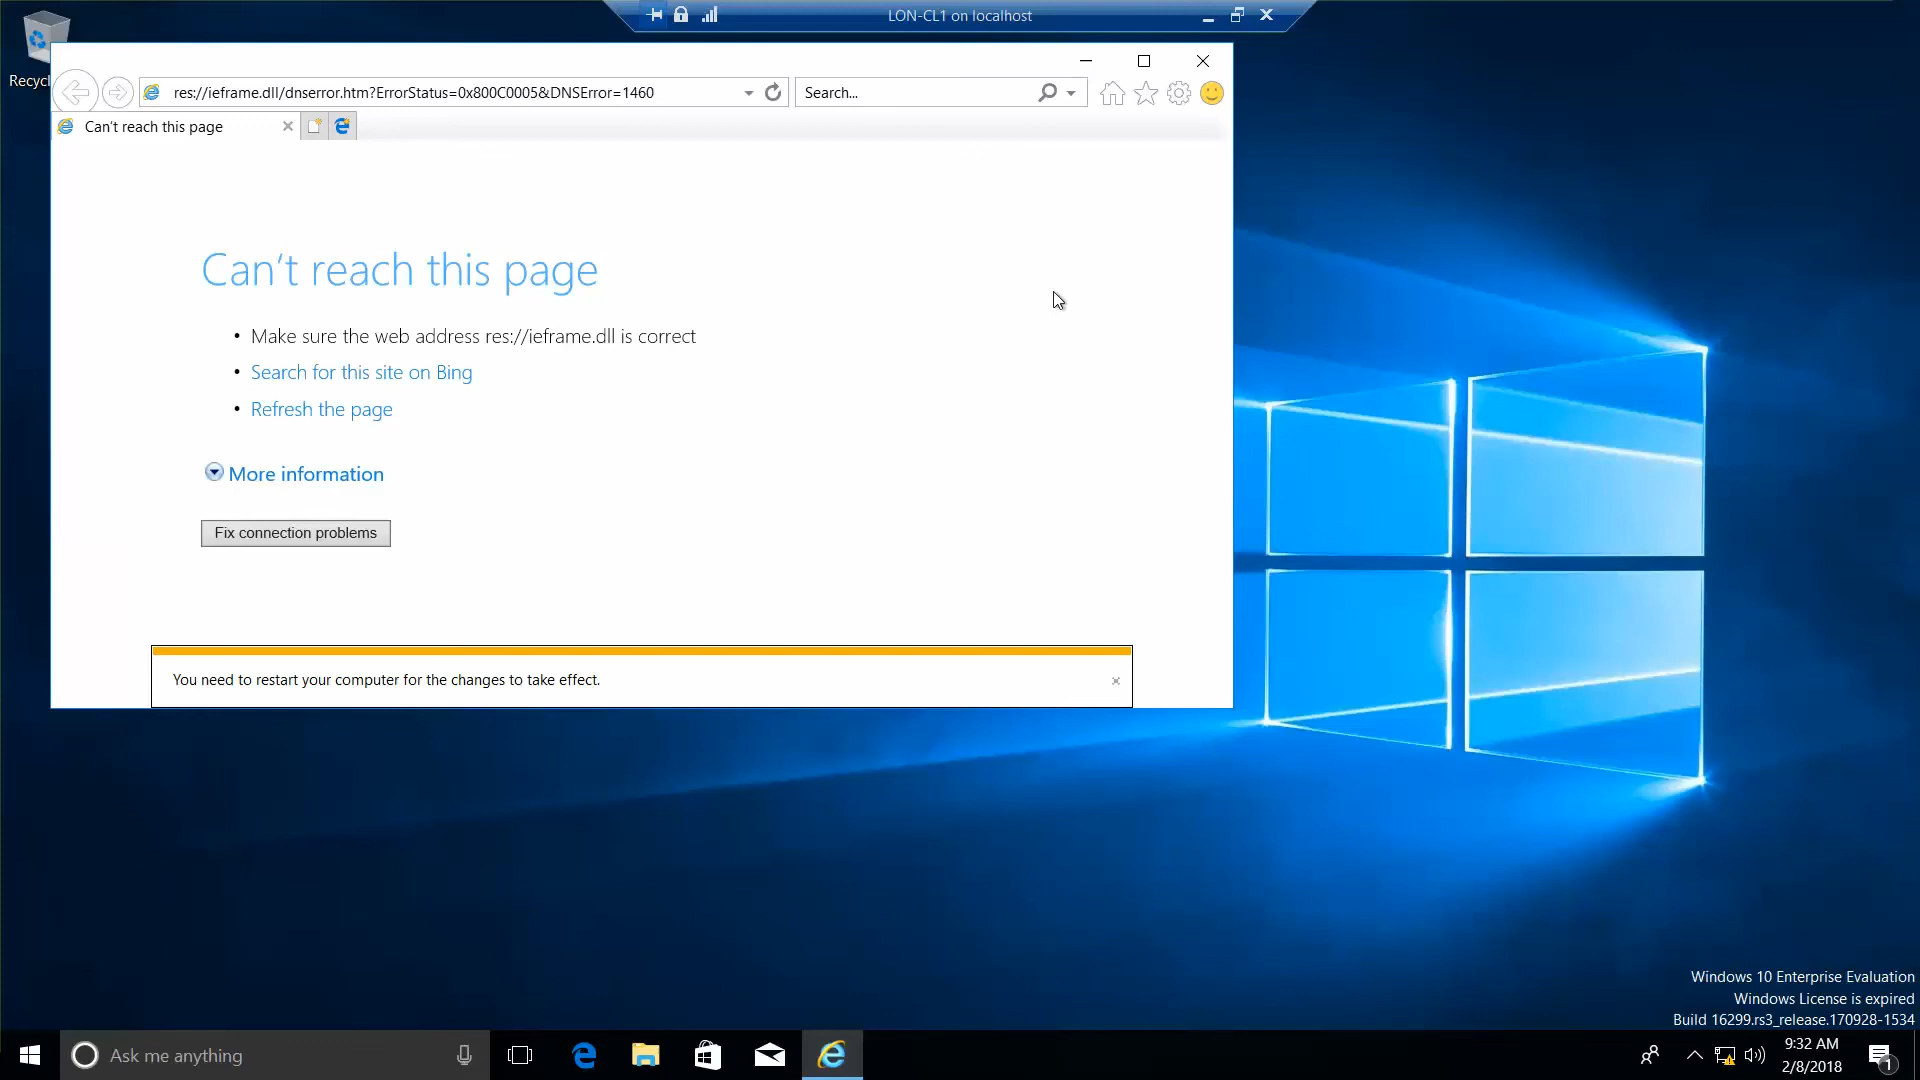 LON-CL1 on localhost
Recycl
res://ieframe.dll/dnserror.htm?ErrorStatus=0x800C0005&DNSError=1460
Search...
Can't reach this page
Can't reach this page
• Make sure the web address res://ieframe.dll is correct
• Search for this site on Bing
• Refresh the page
More information
Fix connection problems
You need to restart your computer for the changes to take effect.
Windows 10 Enterprise Evaluation
Windows License is expired
Build 16299.rs3_release.170928-1534
Ask me anything
9:32 AM
2/8/2018
1